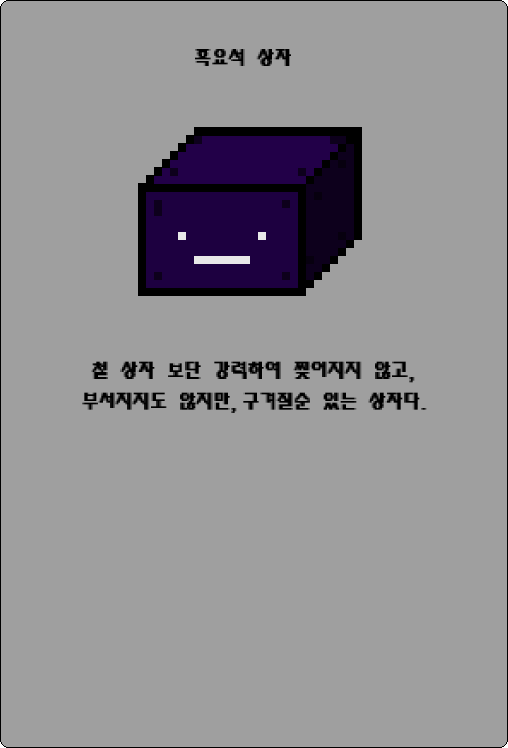 흑요석 상자
철 상자 보단 강력하여 찢어지지 않고,
부서지지도 않지만, 구겨질순 있는 상자다.